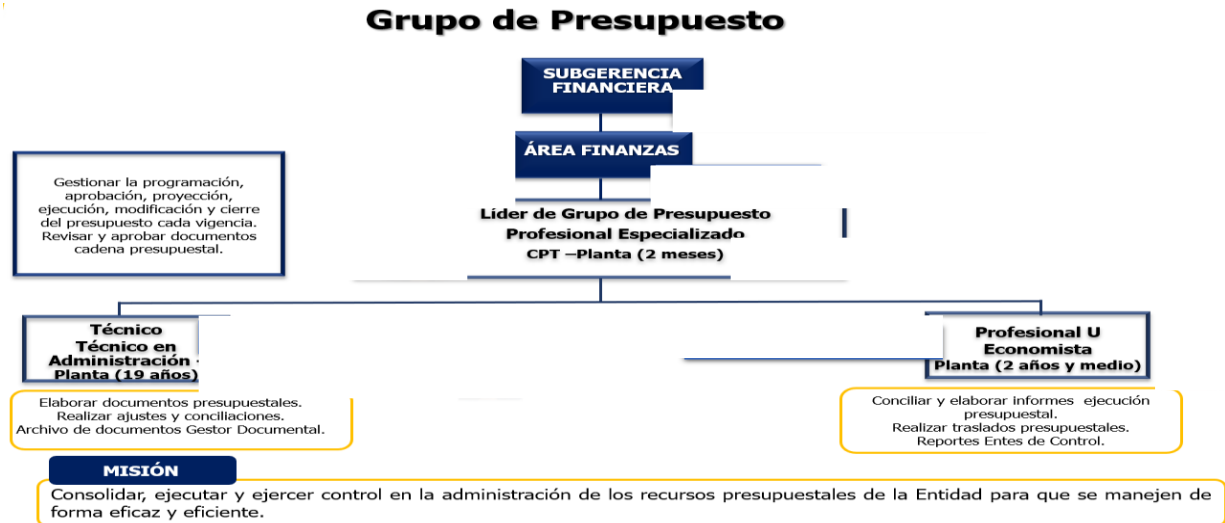 Grupo de Presupuesto
SUBGERENCIA
FINANCIERA
ÁREA FINANZAS
Gestionar la programación,
aprobación, proyección,
ejecución, modificación y cierre
del presupuesto cada vigencia.
Revisar y aprobar documentos
cadena presupuestal.
Líder de Grupo de Presupuesto
Profesional Especializado
CPT –Planta (2 meses)
Técnico
Técnico en
Administración
Planta (19 años)
Elaborar documentos presupuestales.
Realizar ajustes y conciliaciones.
Archivo de documentos Gestor Documental.
Profesional U
Economista
Planta (2 años y medio)
Conciliar y elaborar informes ejecución
presupuestal.
Realizar traslados presupuestales.
Reportes Entes de Control.
MISIÓN
Consolidar, ejecutar y ejercer control en la administración de los recursos presupuestales de la Entidad para que se manejen de
forma eficaz y eficiente.